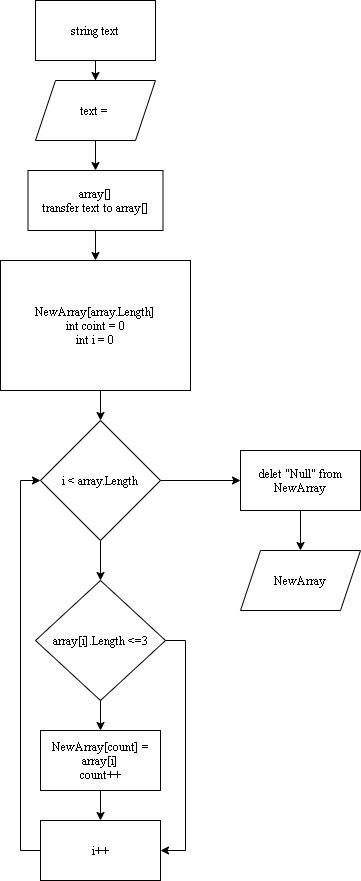 string text
text =
array[]
transfer text to array[]
NewArray[array.Length]
int coint = 0
int i = 0
i < array.Length
delet "Null" from
NewArray
NewArray
array[i].Length <=3
NewArray[count] =
array[i]
count++
i++